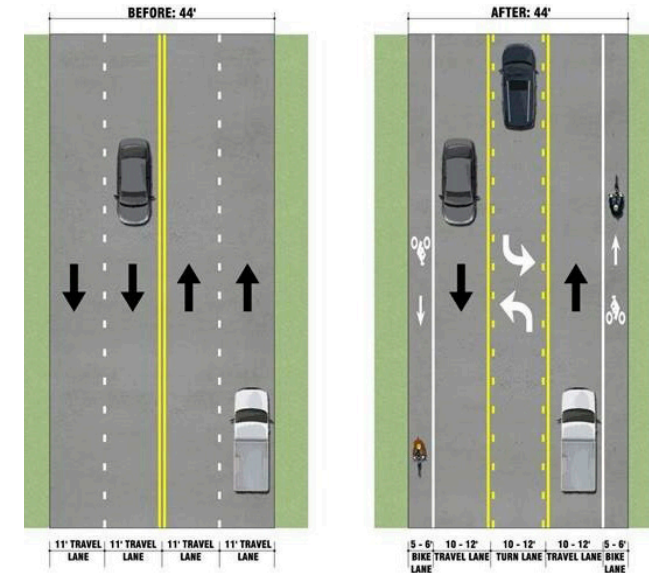 BEFORE: 44'
11' TRAVEL LANE
11' TRAVEL LANE
11' TRAVEL LANE
11' TRAVEL LANE
AFTER: 44'
5 - 6' BIKE LANE
10 - 12' TRAVEL LANE
10 - 12' TURN LANE
10 - 12' TRAVEL LANE
5 - 6' BIKE LANE